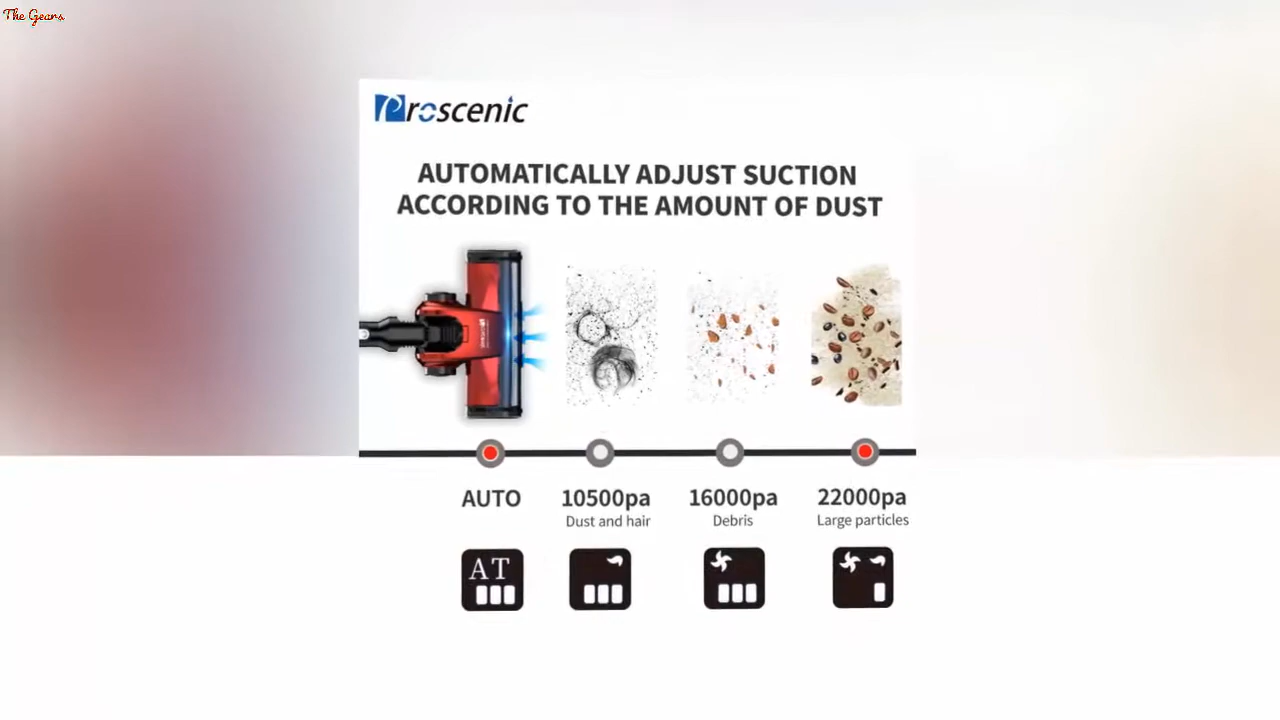 The Gears
Proscenic
AUTOMATICALLY ADJUST SUCTION
ACCORDING TO THE AMOUNT OF DUST
AUTO
10500pa
16000pa
22000pa
Dust and hair
Debris
Large particles
AT